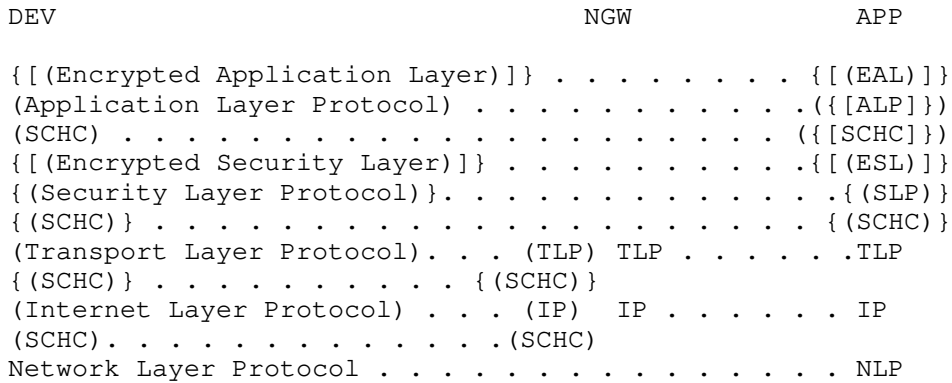 DEV                                  NGW              APP

{[(Encrypted Application Layer)]} . . . . . . . . {[(EAL)]}
(Application Layer Protocol) . . . . . . . . . . .({[ALP]})
(SCHC) . . . . . . . . . . . . . . . . . . . . . ({[SCHC]})
{[(Encrypted Security Layer)]} . . . . . . . . . .{[(ESL)]}
{(Security Layer Protocol)}. . . . . . . . . . . . .{(SLP)}
{(SCHC)} . . . . . . . . . . . . . . . . . . . . . {(SCHC)}
(Transport Layer Protocol). . . (TLP) TLP . . . . . .TLP
{(SCHC)} . . . . . . . . . . {(SCHC)}
(Internet Layer Protocol) . . . (IP)  IP . . . . . . IP
(SCHC). . . . . . . . . . . . .(SCHC)
Network Layer Protocol . . . . . . . . . . . . . . . NLP